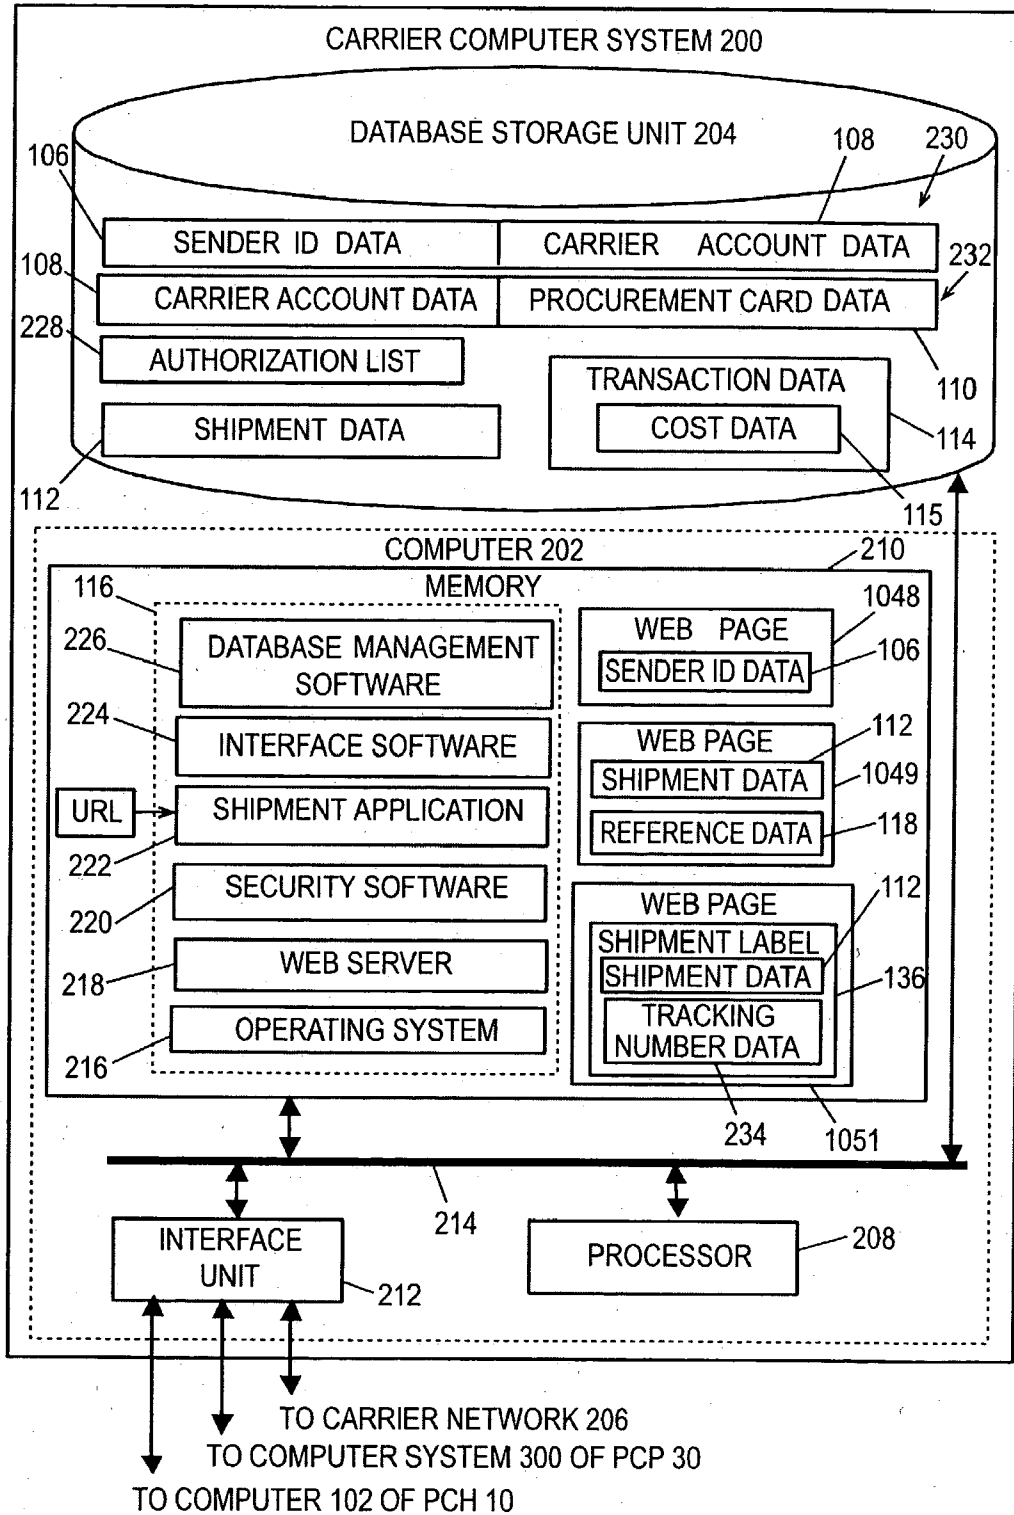 CARRIER COMPUTER SYSTEM 200
DATABASE STORAGE UNIT 204
106
108
230
SENDER ID DATA
CARRIER ACCOUNT DATA
108
232
CARRIER ACCOUNT DATA
PROCUREMENT CARD DATA
228
AUTHORIZATION LIST
110
TRANSACTION DATA
COST DATA
114
SHIPMENT DATA
112
115
COMPUTER 202
210
MEMORY
116
226
DATABASE MANAGEMENT
SOFTWARE
224
INTERFACE SOFTWARE
URL
SHIPMENT APPLICATION
222
SECURITY SOFTWARE
220
WEB SERVER
218
OPERATING SYSTEM
216
1048
WEB PAGE
SENDER ID DATA
106
WEB PAGE
112
SHIPMENT DATA
1049
REFERENCE DATA
118
WEB PAGE
112
SHIPMENT LABEL
SHIPMENT DATA
136
TRACKING
NUMBER DATA
234
1051
214
INTERFACE
UNIT
212
PROCESSOR
208
TO CARRIER NETWORK 206
TO COMPUTER SYSTEM 300 OF PCP 30
TO COMPUTER 102 OF PCH 10